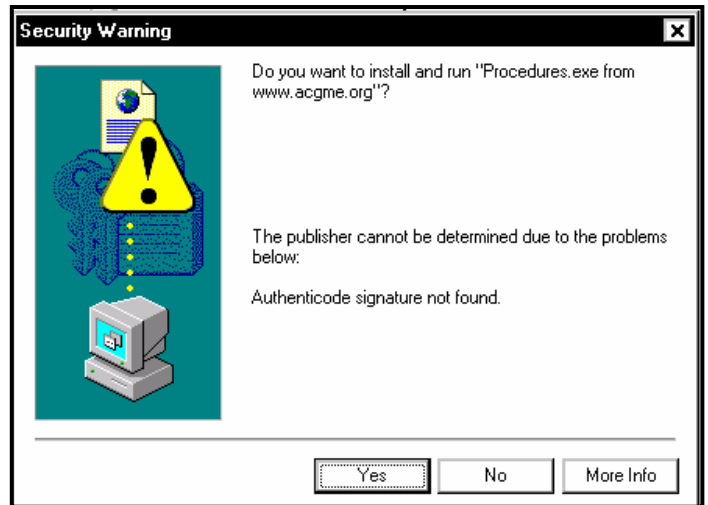 Security Warning
Do you want to install and run "Procedures.exe from
www.acgme.org"?
The publisher cannot be determined due to the problems
below:
Authenticode signature not found.
Yes No More Info